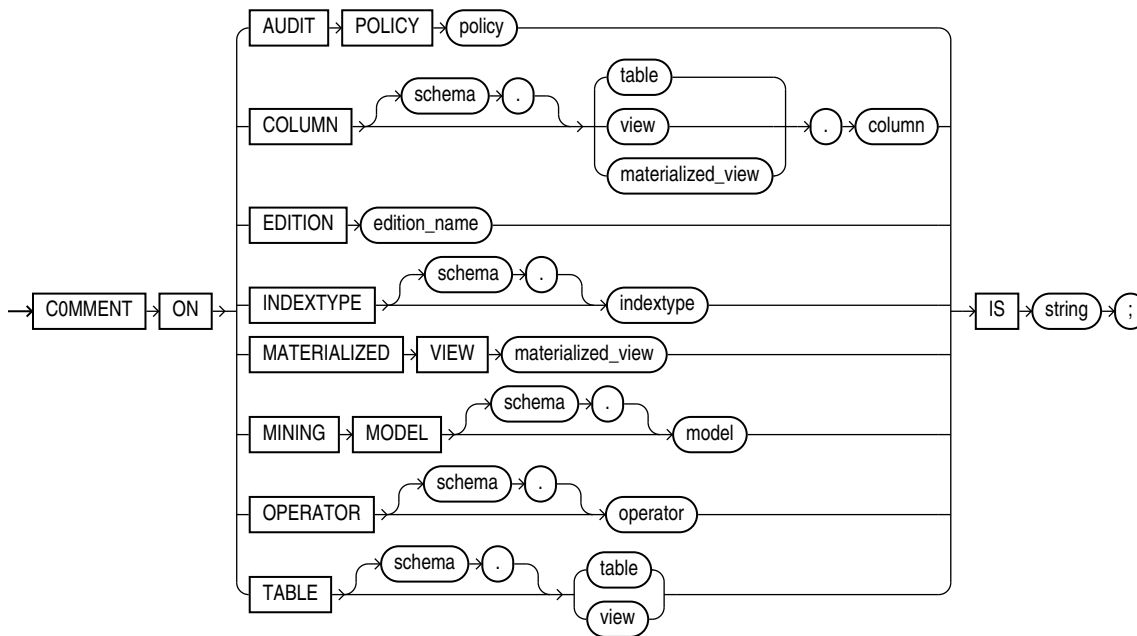 AUDIT POLICY policy
schema . table
COLUMN view . column
materialized_view
EDITION edition_name
schema .
INDEXTYPE indextype
C0MMENT ON IS string ;
MATERIALIZED VIEW materialized_view
schema .
MINING MODEL model
schema .
OPERATOR operator
schema . table
TABLE view